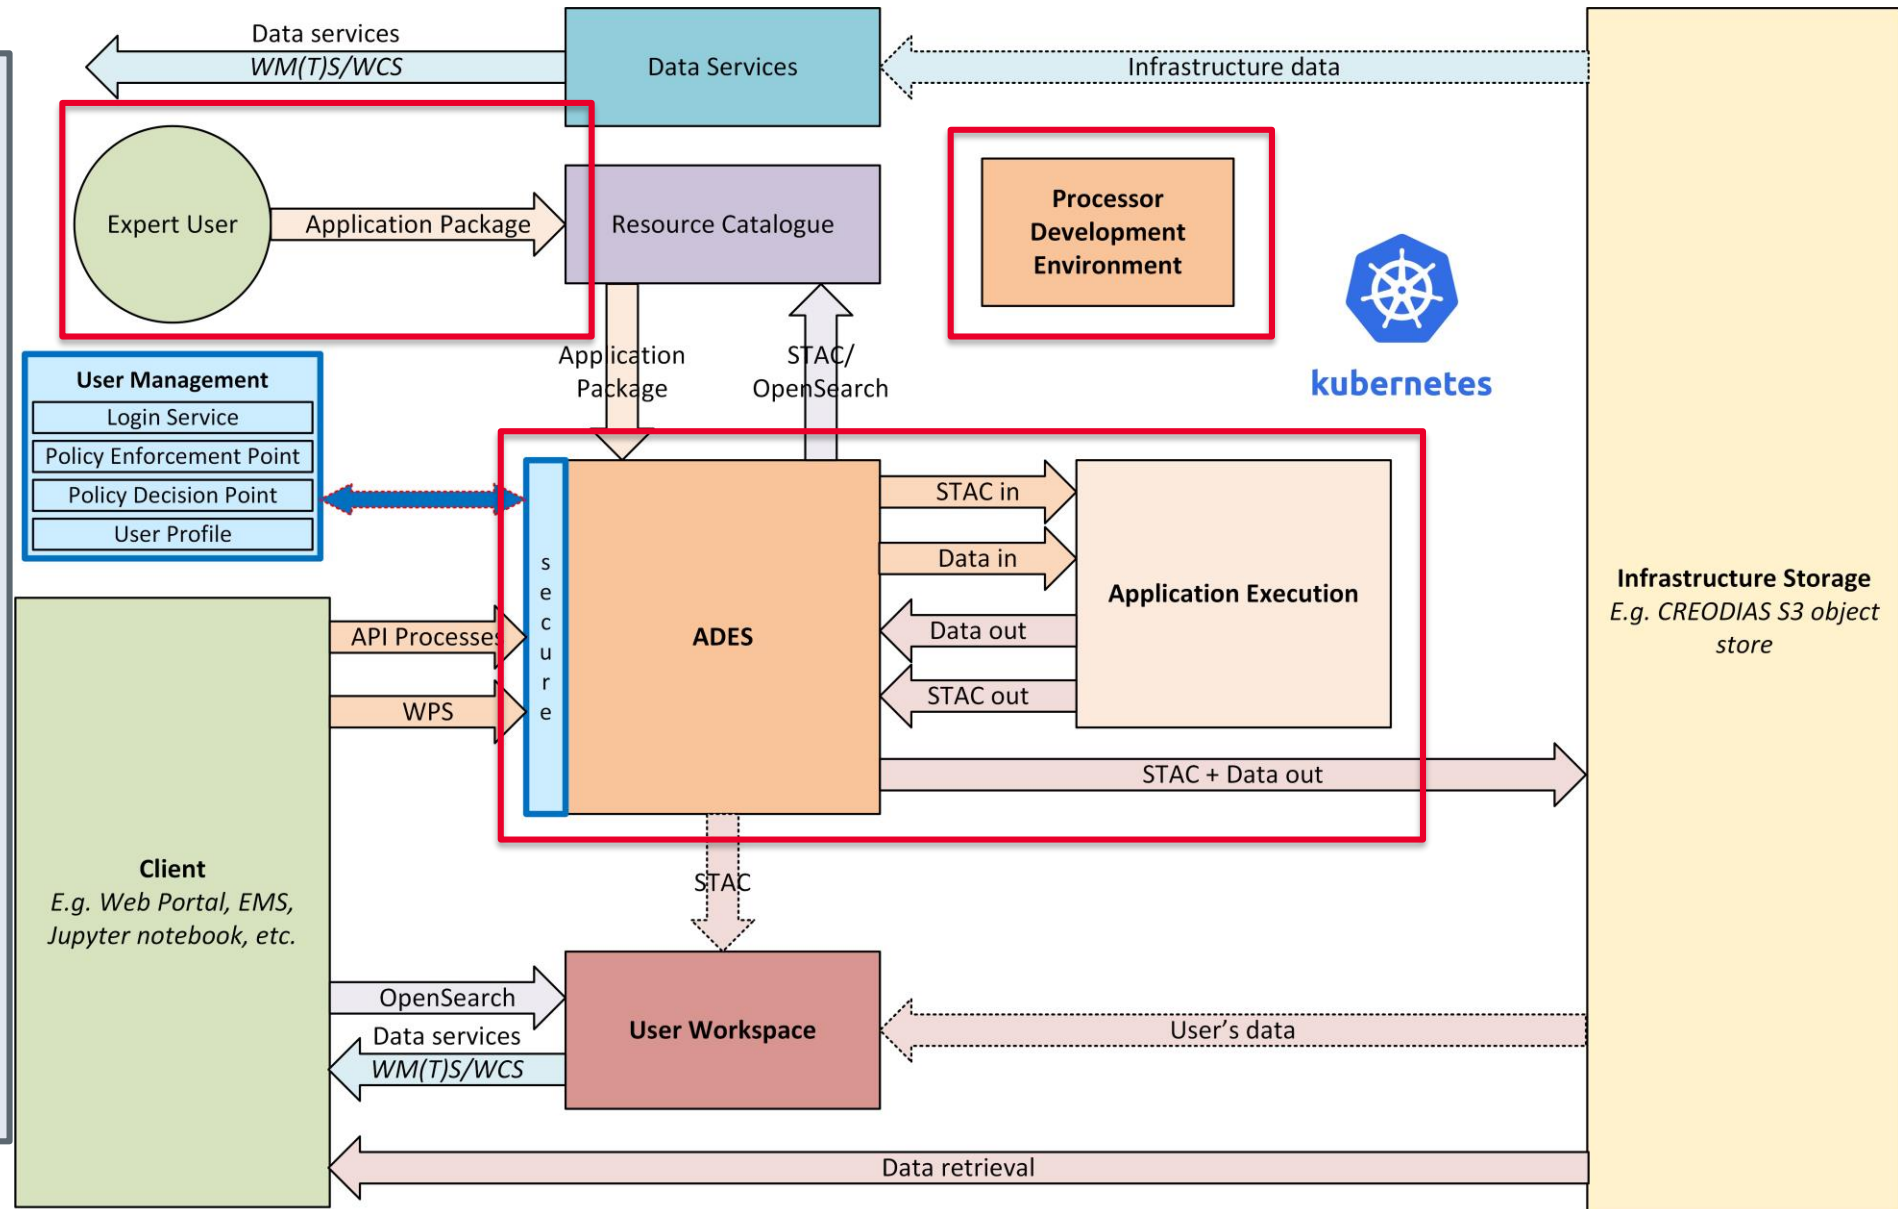 Data services
WM(T)S/WCS
Data Services
Infrastructure data
Expert User
Application Package
Resource Catalogue
Processor
Development
Environment
kubernetes
Application
Package
STAC/
OpenSearch
User Management
Login Service
Policy Enforcement Point
Policy Decision Point
User Profile
secure
ADES
STAC in
Data in
Data out
STAC out
Application Execution
API Processes
WPS
STAC + Data out
Infrastructure Storage
E.g. CREODIAS S3 object
store
Client
E.g. Web Portal, EMS,
Jupyter notebook, etc.
STAC
OpenSearch
Data services
WM(T)S/WCS
User Workspace
User’s data
Data retrieval